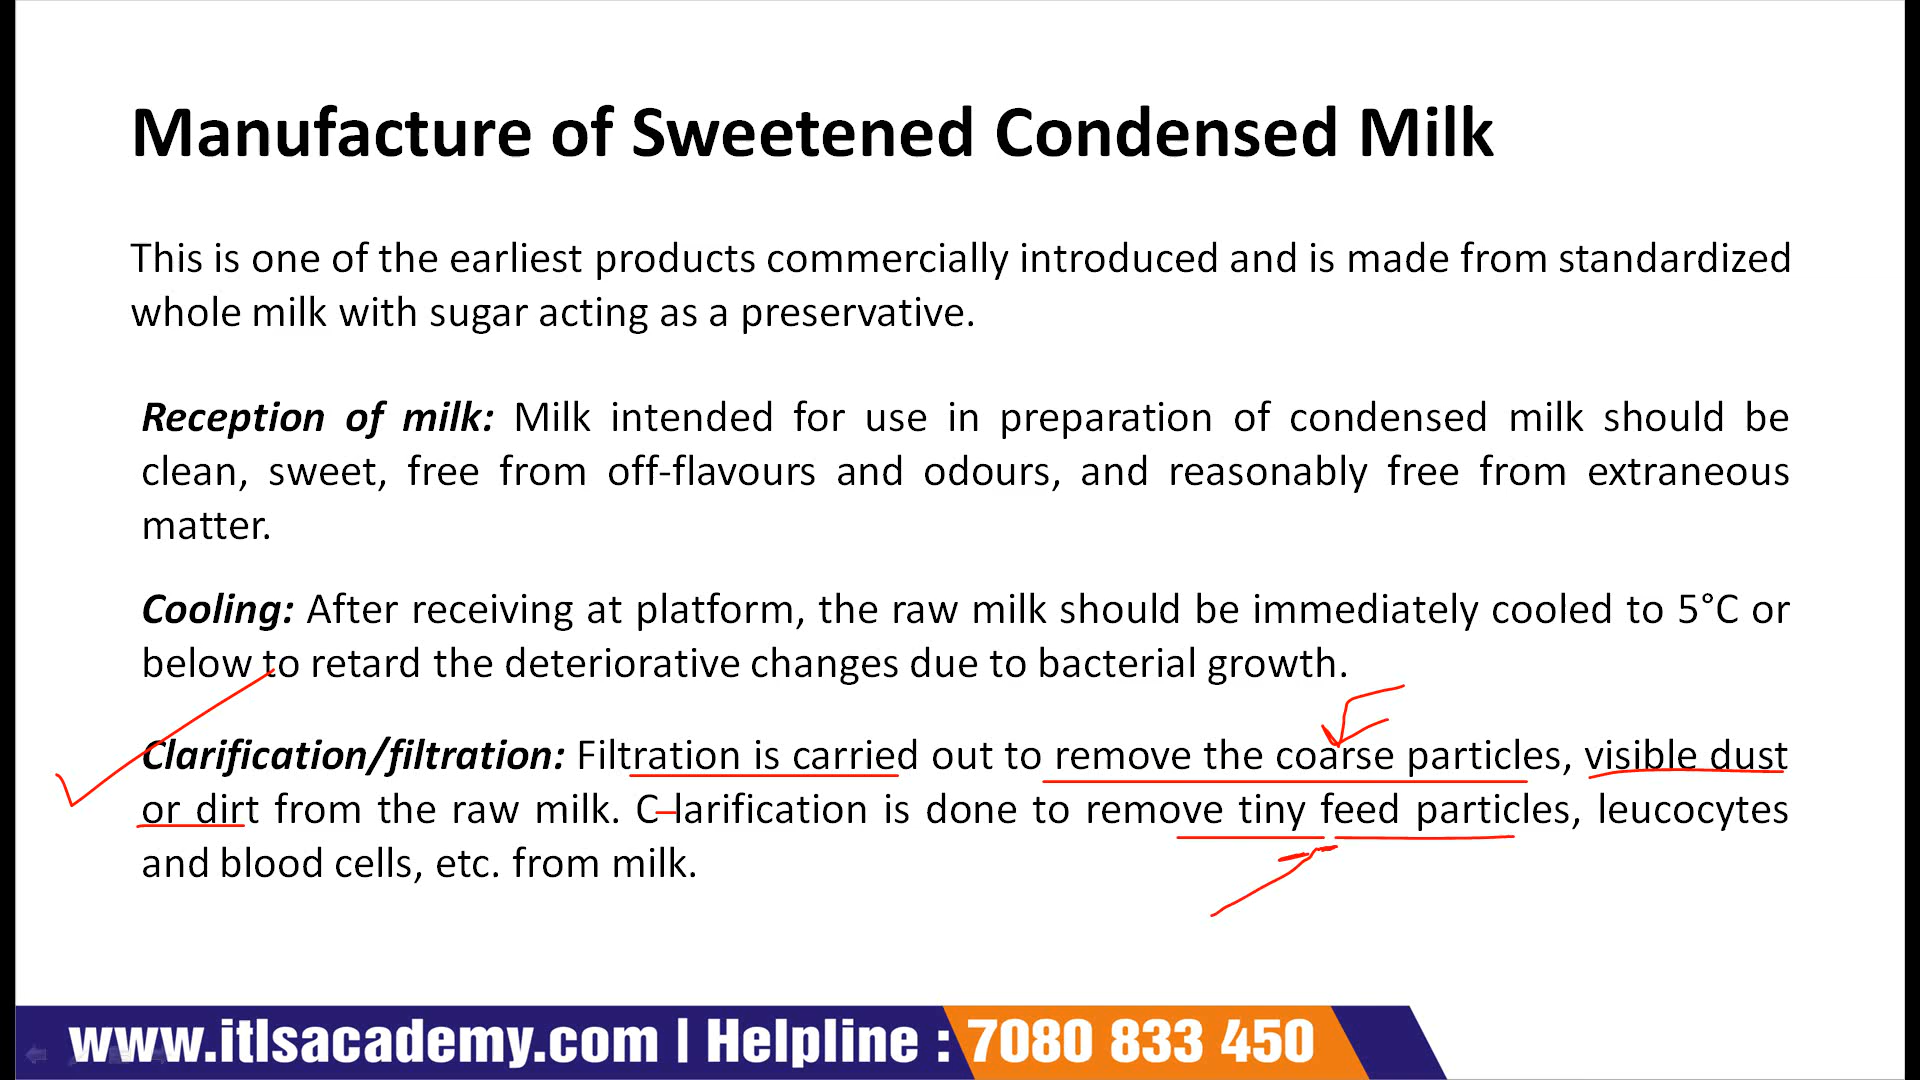 Manufacture of Sweetened Condensed Milk
This is one of the earliest products commercially introduced and is made from standardized
whole milk with sugar acting as a preservative.
Reception of milk: Milk intended for use in preparation of condensed milk should be
clean, sweet, free from off-flavours and odours, and reasonably free from extraneous
matter.
Cooling: After receiving at platform, the raw milk should be immediately cooled to 5°C or
below to retard the deteriorative changes due to bacterial growth.
Clarification/filtration: Filtration is carried out to remove the coarse particles, visible dust
or dirt from the raw milk. C larification is done to remove tiny feed particles, leucocytes
and blood cells, etc. from milk.
www.itlsacademy.com | Helpline : 7080 833 450